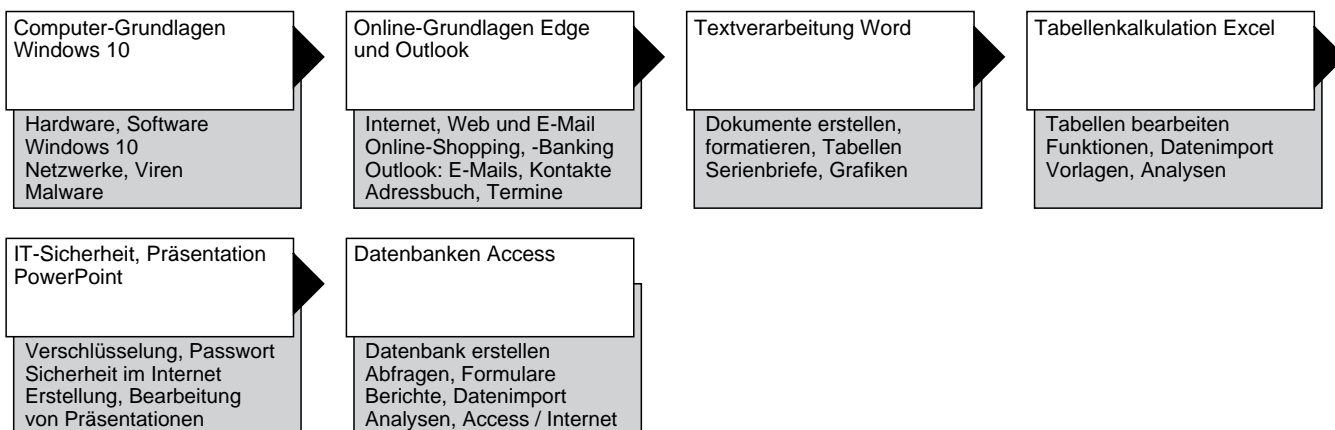 Computer-Grundlagen
Windows 10
Hardware, Software
Windows 10
Netzwerke, Viren
Malware
Online-Grundlagen Edge
und Outlook
Internet, Web und E-Mail
Online-Shopping, -Banking
Outlook: E-Mails, Kontakte
Adressbuch, Termine
Textverarbeitung Word
Dokumente erstellen,
formatieren, Tabellen
Serienbriefe, Grafiken
Tabellenkalkulation Excel
Tabellen bearbeiten
Funktionen, Datenimport
Vorlagen, Analysen
IT-Sicherheit, Präsentation
PowerPoint
Verschlüsselung, Passwort
Sicherheit im Internet
Erstellung, Bearbeitung
von Präsentationen
Datenbanken Access
Datenbank erstellen
Abfragen, Formulare
Berichte, Datenimport
Analysen, Access / Internet